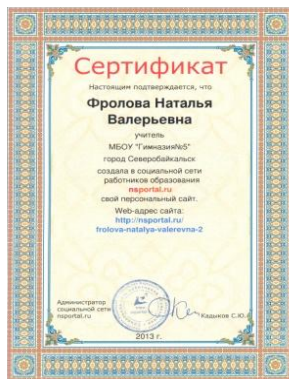 Сертификат
Настоящим подтверждается, что
Фролова Наталья
Валерьевна
учитель
МБОУ "Гимназия№5"
город Северобайкальск
создала в социальной сети
работников образования
nsportal.ru
свой персональный сайт.
Web-адрес сайта:
http://nsportal.ru/
frolova-natalya-valerevna-2
Администратор
социальной сети
nsportal.ru
Кадыков С.Ю.
2013 г.